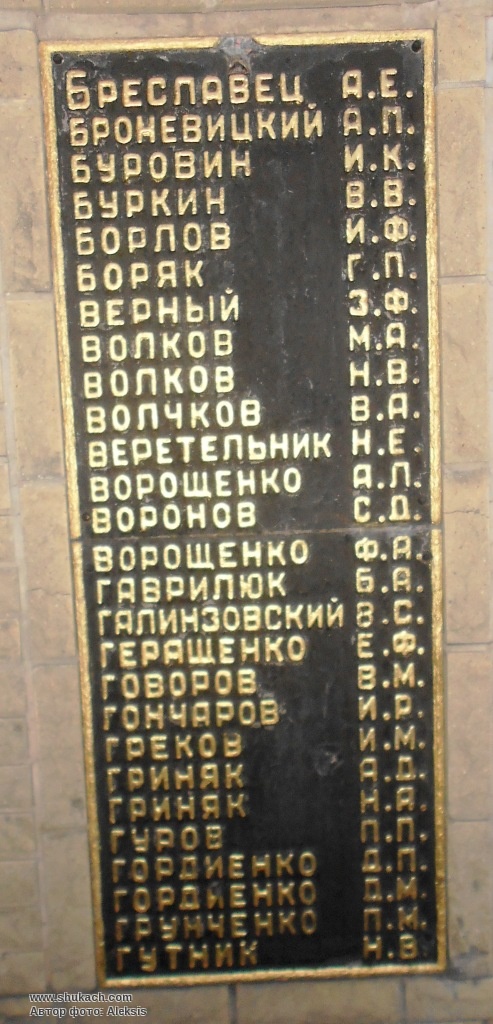 БРЕСЛАВЕЦ А.Е.
БРОНЕВИЦКИЙ А.П.
БУРОВИН И.К.
БУРКИН В.В.
БОРЛОВ И.Ф.
БОРЯК Г.П.
ВЕРНЫЙ З.Ф.
ВОЛКОВ М.А.
ВОЛКОВ Н.В.
ВОЛЧКОВ В.А.
ВЕРЕТЕЛЬНИК Н.Е.
ВОРОЩЕНКО А.Л.
ВОРОНОВ С.Д.
ВОРОЩЕНКО Ф.А.
ГАВРИЛЮК Б.А.
ГАЛИНЗОВСКИЙ В.С.
ГЕРАЩЕНКО Е.Ф.
ГОВОРОВ В.М.
ГОНЧАРОВ И.Р.
ГРЕКОВ И.М.
ГРИНЯК А.Д.
ГРИНЯК Н.А.
ГУРОВ П.П.
ГОРДИЕНКО Д.П.
ГОРДИЕНКО Д.М.
ГРУНЧЕНКО П.М.
ГУТНИК Н.В
www.shukach.com
Автор фото: Aleksis